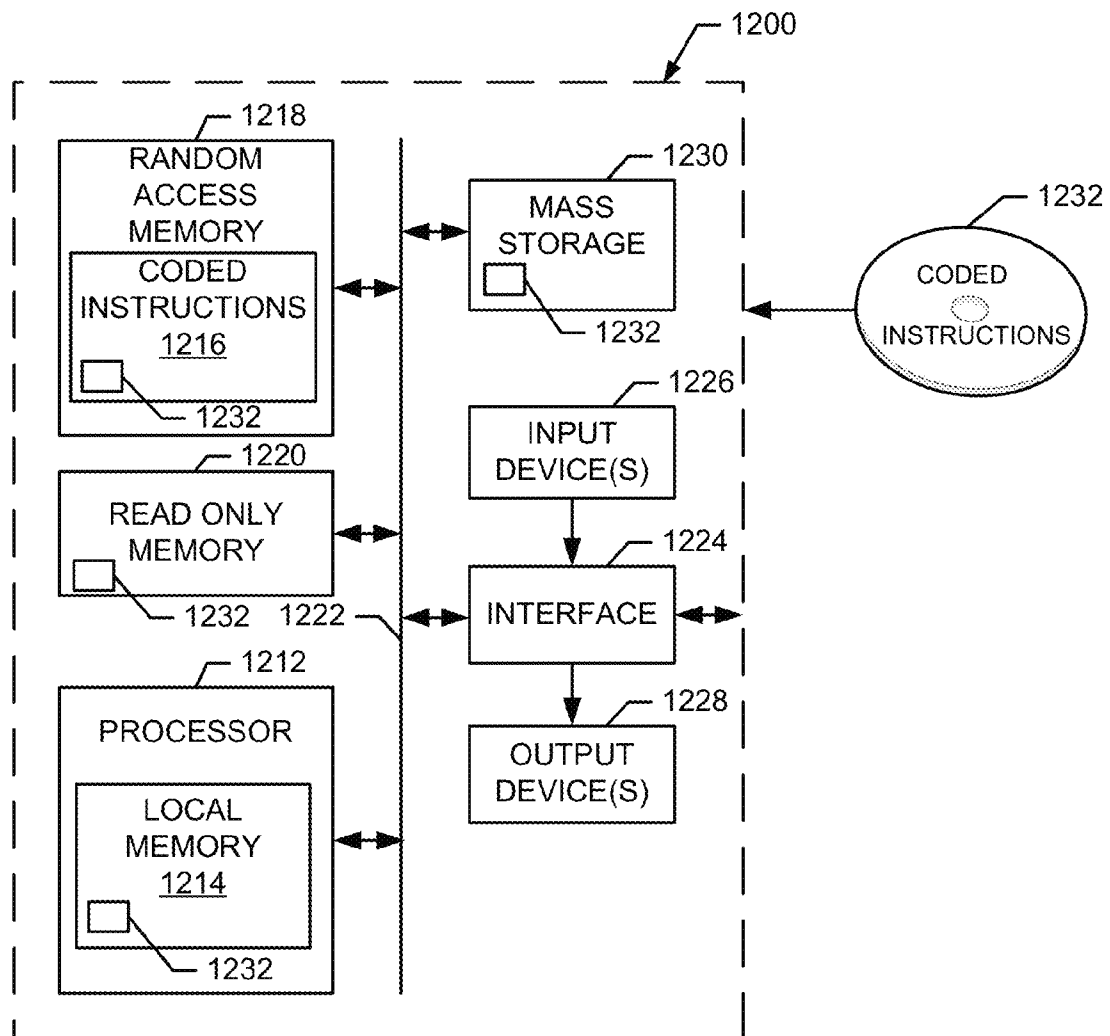 1200
1218
RANDOM
ACCESS
MEMORY
CODED
INSTRUCTIONS
1216
1232
1220
READ ONLY
MEMORY
1232
1222
1212
PROCESSOR
LOCAL
MEMORY
1214
1232
1230
MASS
STORAGE
1232
1226
INPUT
DEVICE(S)
1224
INTERFACE
1228
OUTPUT
DEVICE(S)
1232
CODED
INSTRUCTIONS